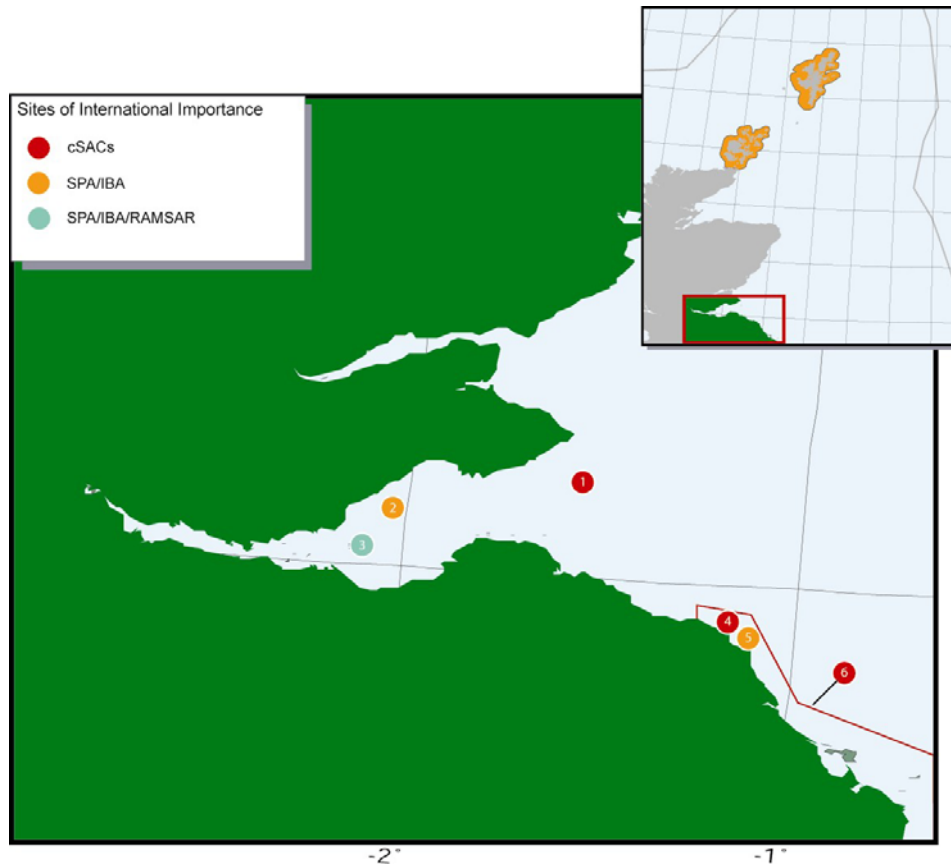 Sites of International Importance
cSACs
SPA/IBA
SPA/IBA/RAMSAR
1
2
3
4
5
6
-2°
-1°